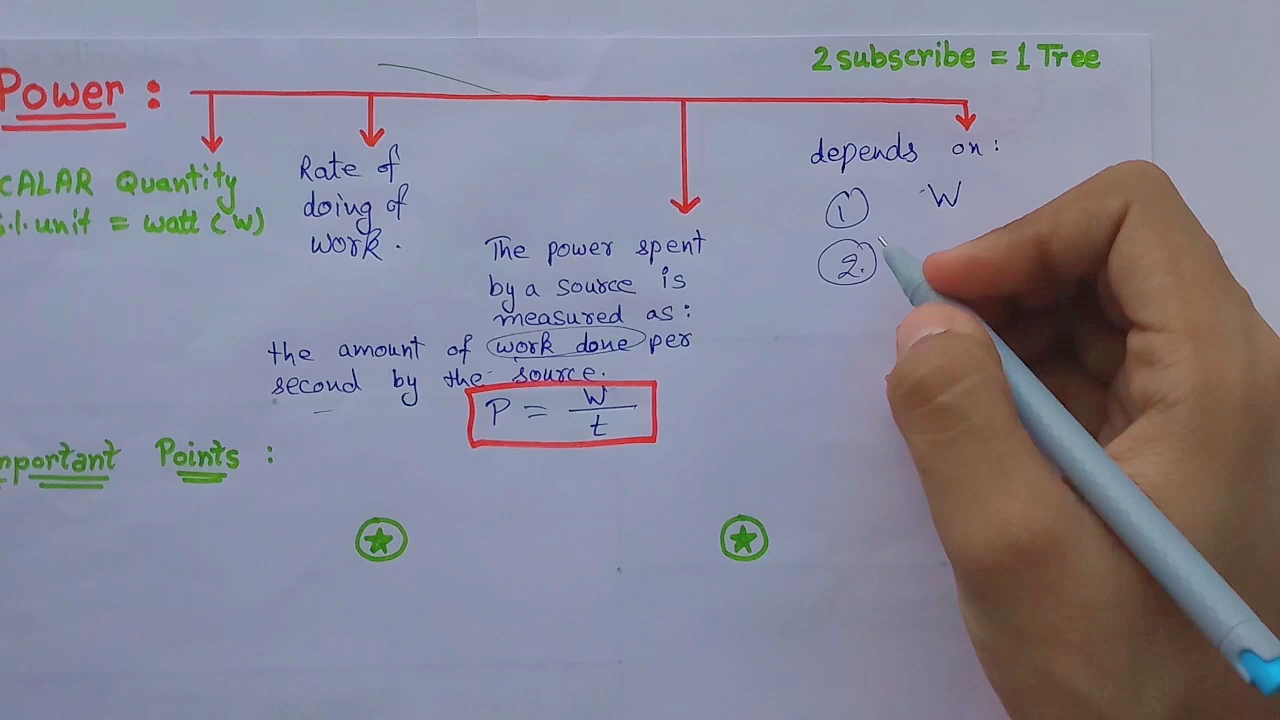 2 subscribe = 1 Tree
Power :
CALAR Quantity
S.I. unit = watt (W)
Rate of
doing of
work.
The power spent
by a source is
measured as:
the amount of work done per
second by the source.
P = W
t
depends on:
1) W
2.
mportant Points :